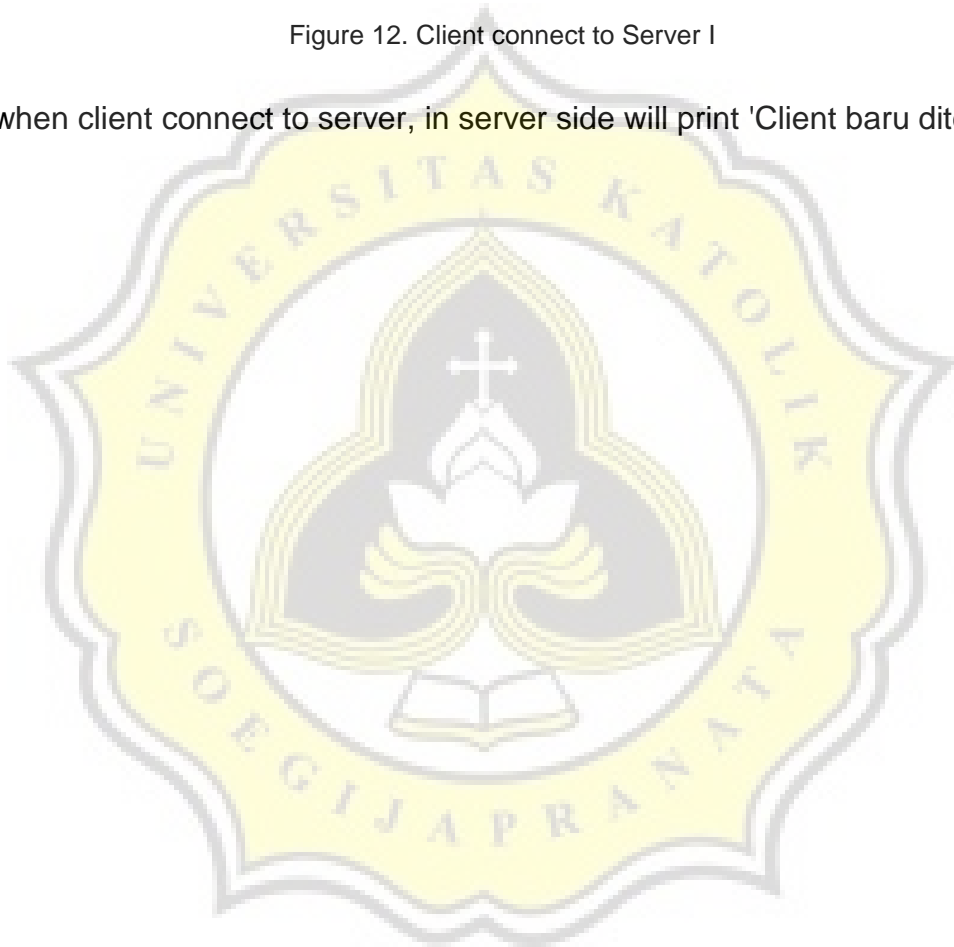 Figure 12. Client connect to Server I
when client connect to server, in server side will print 'Client baru dit
UNIVERSITAS KATOLIK
SOEGIJAPRANATA